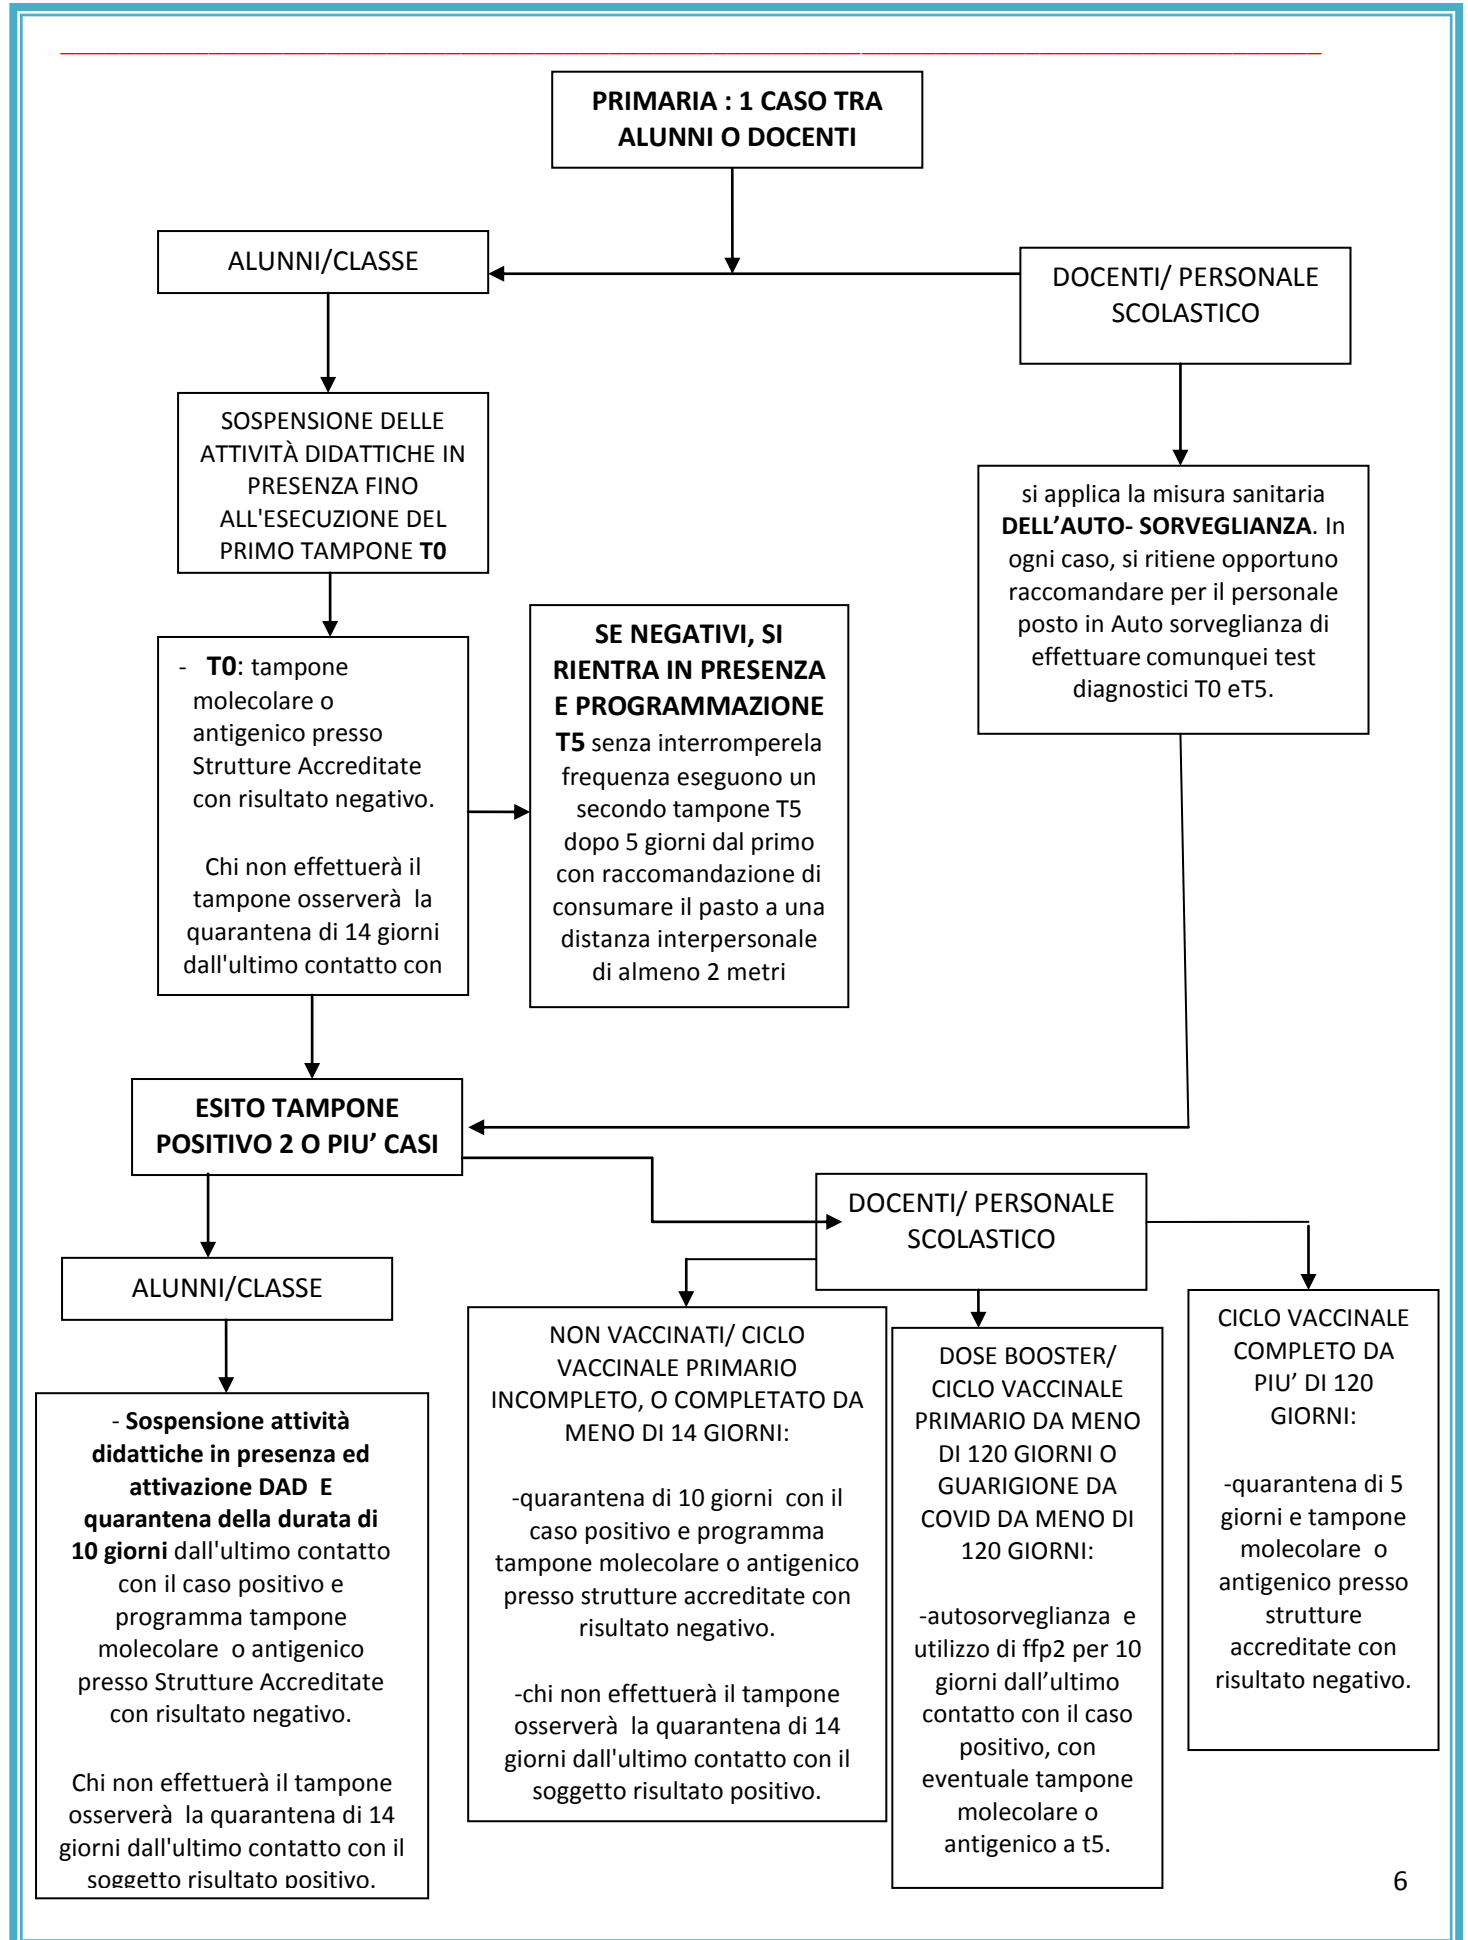 PRIMARIA : 1 CASO TRA
ALUNNI O DOCENTI
ALUNNI/CLASSE
DOCENTI/ PERSONALE
SCOLASTICO
SOSPENSIONE DELLE
ATTIVITÀ DIDATTICHE IN
PRESENZA FINO
ALL'ESECUZIONE DEL
PRIMO TAMPONE T0
si applica la misura sanitaria
DELL’AUTO- SORVEGLIANZA. In
ogni caso, si ritiene opportuno
raccomandare per il personale
posto in Auto sorveglianza di
effettuare comunquei test
diagnostici T0 eT5.
- T0: tampone
molecolare o
antigenico presso
Strutture Accreditate
con risultato negativo.
Chi non effettuerà il
tampone osserverà la
quarantena di 14 giorni
dall'ultimo contatto con
SE NEGATIVI, SI
RIENTRA IN PRESENZA
E PROGRAMMAZIONE
T5 senza interromperela
frequenza eseguono un
secondo tampone T5
dopo 5 giorni dal primo
con raccomandazione di
consumare il pasto a una
distanza interpersonale
di almeno 2 metri
ESITO TAMPONE
POSITIVO 2 O PIU’ CASI
DOCENTI/ PERSONALE
SCOLASTICO
ALUNNI/CLASSE
- Sospensione attività
didattiche in presenza ed
attivazione DAD E
quarantena della durata di
10 giorni dall'ultimo contatto
con il caso positivo e
programma tampone
molecolare o antigenico
presso Strutture Accreditate
con risultato negativo.
Chi non effettuerà il tampone
osserverà la quarantena di 14
giorni dall'ultimo contatto con il
soggetto risultato positivo.
NON VACCINATI/ CICLO
VACCINALE PRIMARIO
INCOMPLETO, O COMPLETATO DA
MENO DI 14 GIORNI:
-quarantena di 10 giorni con il
caso positivo e programma
tampone molecolare o antigenico
presso strutture accreditate con
risultato negativo.
-chi non effettuerà il tampone
osserverà la quarantena di 14
giorni dall'ultimo contatto con il
soggetto risultato positivo.
DOSE BOOSTER/
CICLO VACCINALE
PRIMARIO DA MENO
DI 120 GIORNI O
GUARIGIONE DA
COVID DA MENO DI
120 GIORNI:
-autosorveglianza e
utilizzo di ffp2 per 10
giorni dall’ultimo
contatto con il caso
positivo, con
eventuale tampone
molecolare o
antigenico a t5.
CICLO VACCINALE
COMPLETO DA
PIU’ DI 120
GIORNI:
-quarantena di 5
giorni e tampone
molecolare o
antigenico presso
strutture
accreditate con
risultato negativo.
6